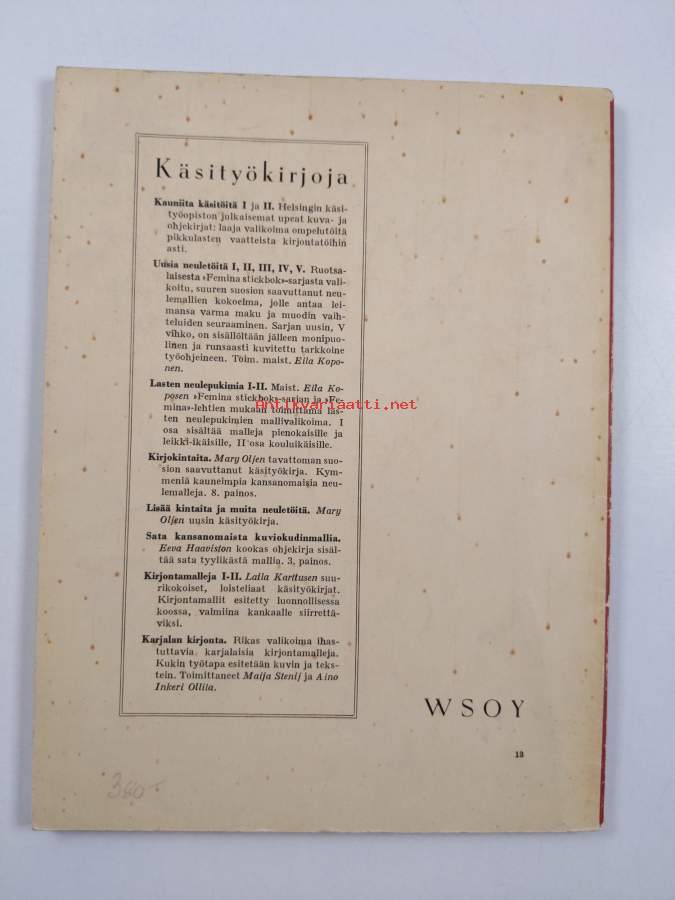 Käsityökirjoja
Kauniita käsitöitä I ja II. Helsingin käsi-
työopiston julkaisemat upeat kuva- ja
ohjekirjat: laaja valikoima ompelutöitä
pikkulasten vaatteista kirjontatöihin
asti.
Uusia neuletöitä I, II, III, IV, V. Ruotsa-
laisesta »Femina stickbok»-sarjasta vali-
koitu, suuren suosion saavuttanut neu-
lemallien kokoelma, jolle antaa lei-
mansa varma maku ja muodin vaih-
teluiden seuraaminen. Sarjan uusin, V
vihko, on sisällöltään jälleen monipuo-
linen ja runsaasti kuvitettu tarkkoine
työohjeineen. Toim. maist. Eila Kopo-
nen.
Lasten neulepukimia I-II. Maist. Eila Ko-
posen »Femina stickbok»-sarjan ja »Fe-
mina»-lehtien mukaan toimittama las-
ten neulepukimien mallivalikoima. I
osa sisältää malleja pienokaisille ja
leikki-ikäisille, II osa kouluikäisille.
Antikvariaatti.net
Kirjokintaita. Mary Oljen tavattoman suo-
sion saavuttanut käsityökirja. Kym-
meniä kauneimpia kansanomaisia neu-
lemalleja. 8. painos.
Lisää kintaita ja muita neuletöitä. Mary
Oljen uusin käsityökirja.
Sata kansanomaista kuviokudinmallia.
Eeva Haaviston kookas ohjekirja sisäl-
tää sata tyylikästä mallia. 3. painos.
Kirjontamalleja I-II. Laila Karttusen suu-
rikokoiset, loisteliaat käsityökirjat.
Kirjontamallit esitetty luonnollisessa
koossa, valmiina kankaalle siirrettä-
viksi.
Karjalan kirjonta. Rikas valikoima ihas-
tuttavia karjalaisia kirjontamalleja.
Kukin työtapa esitetään kuvin ja teks-
tein. Toimittaneet Maija Stenij ja Aino
Inkeri Ollila.
WSOY
13